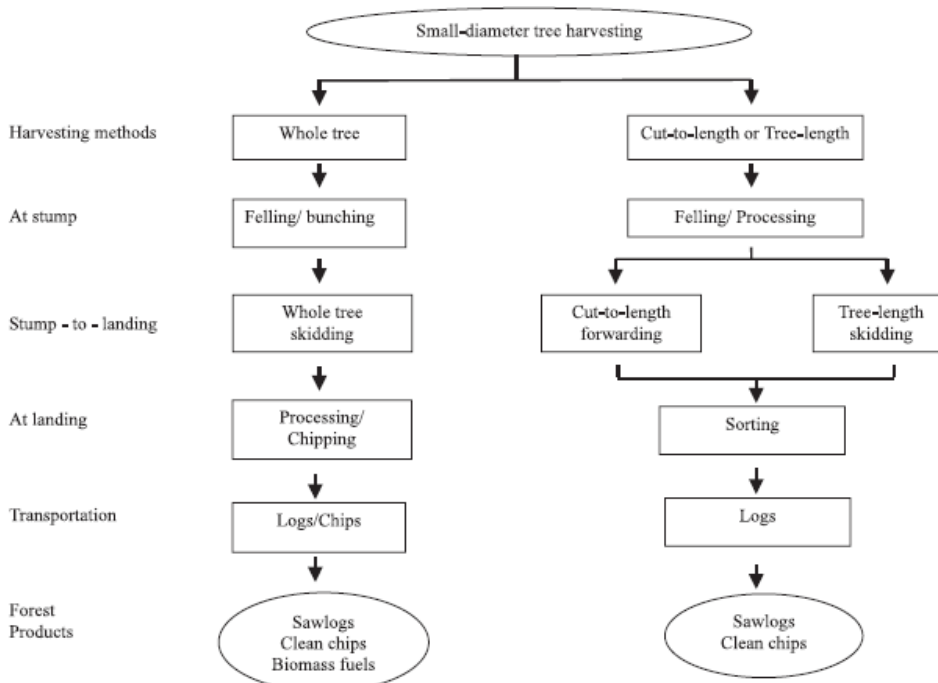 Small-diameter tree harvesting
Harvesting methods
Whole tree
Cut-to-length or Tree-length
At stump
Felling/ bunching
Felling/ Processing
Stump - to - landing
Whole tree
skidding
Cut-to-length
forwarding
Tree-length
skidding
At landing
Processing/
Chipping
Sorting
Transportation
Logs/Chips
Logs
Forest
Products
Sawlogs
Clean chips
Biomass fuels
Sawlogs
Clean chips